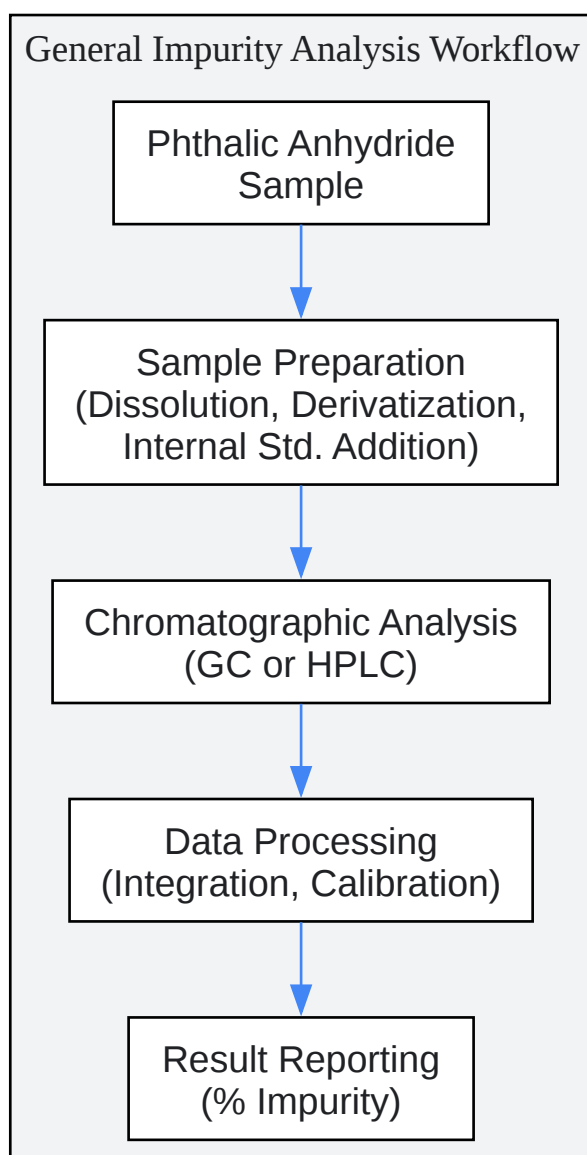 General Impurity Analysis Workflow
Phthalic Anhydride
Sample
Sample Preparation
(Dissolution, Derivatization,
Internal Std. Addition)
Chromatographic Analysis
(GC or HPLC)
Data Processing
(Integration, Calibration)
Result Reporting
(% Impurity)